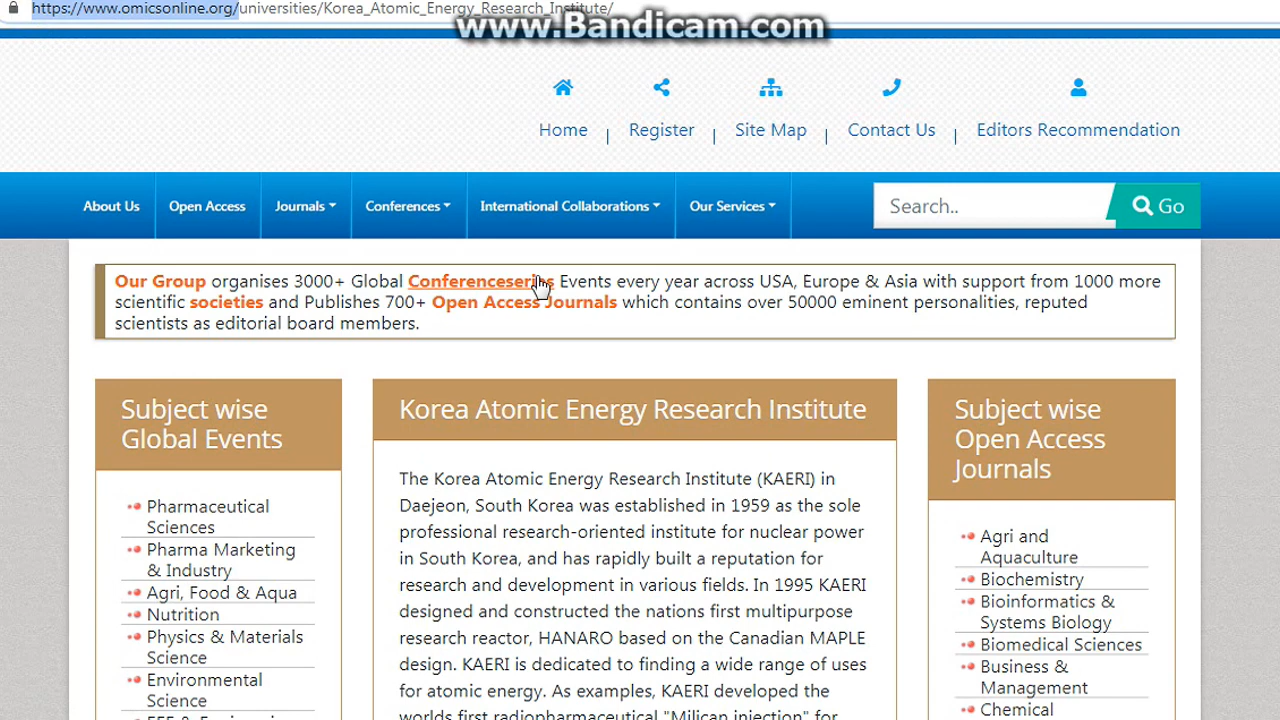 https://www.omicsonline.org/universities/Korea_Atomic_Energy_Research_Institute/
www.Bandicam.com
Home
Register
Site Map
Contact Us
Editors Recommendation
About Us
Open Access
Journals
Conferences
International Collaborations
Our Services
Search..
Go
Our Group organises 3000+ Global Conferenceseries Events every year across USA, Europe & Asia with support from 1000 more
scientific societies and Publishes 700+ Open Access Journals which contains over 50000 eminent personalities, reputed
scientists as editorial board members.
Subject wise
Global Events
Pharmaceutical
Sciences
Pharma Marketing
& Industry
Agri, Food & Aqua
Nutrition
Physics & Materials
Science
Environmental
Science
Korea Atomic Energy Research Institute
The Korea Atomic Energy Research Institute (KAERI) in
Daejeon, South Korea was established in 1959 as the sole
professional research-oriented institute for nuclear power
in South Korea, and has rapidly built a reputation for
research and development in various fields. In 1995 KAERI
designed and constructed the nations first multipurpose
research reactor, HANARO based on the Canadian MAPLE
design. KAERI is dedicated to finding a wide range of uses
for atomic energy. As examples, KAERI developed the
worlds first radiopharmaceutical "Milican injection" for
Subject wise
Open Access
Journals
Agri and
Aquaculture
Biochemistry
Bioinformatics &
Systems Biology
Biomedical Sciences
Business &
Management
Chemical